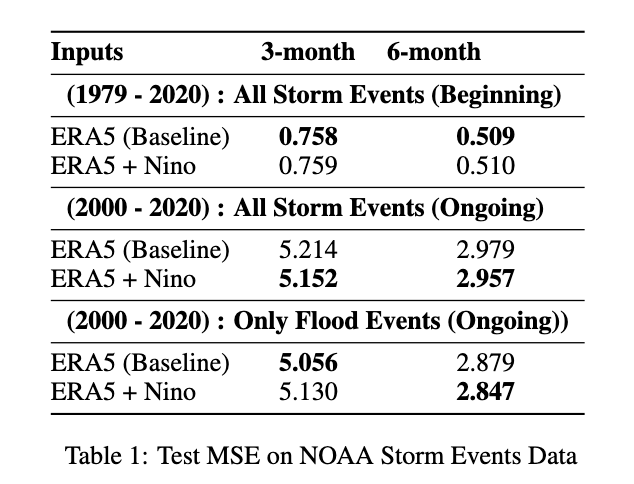 Inputs 3-month 6-month
(1979 - 2020) : All Storm Events (Beginning)
ERA5 (Baseline) 0.758 0.509
ERA5 + Nino 0.759 0.510
(2000 - 2020) : All Storm Events (Ongoing)
ERA5 (Baseline) 5.214 2.979
ERA5 + Nino 5.152 2.957
(2000 - 2020) : Only Flood Events (Ongoing))
ERA5 (Baseline) 5.056 2.879
ERA5 + Nino 5.130 2.847
Table 1: Test MSE on NOAA Storm Events Data